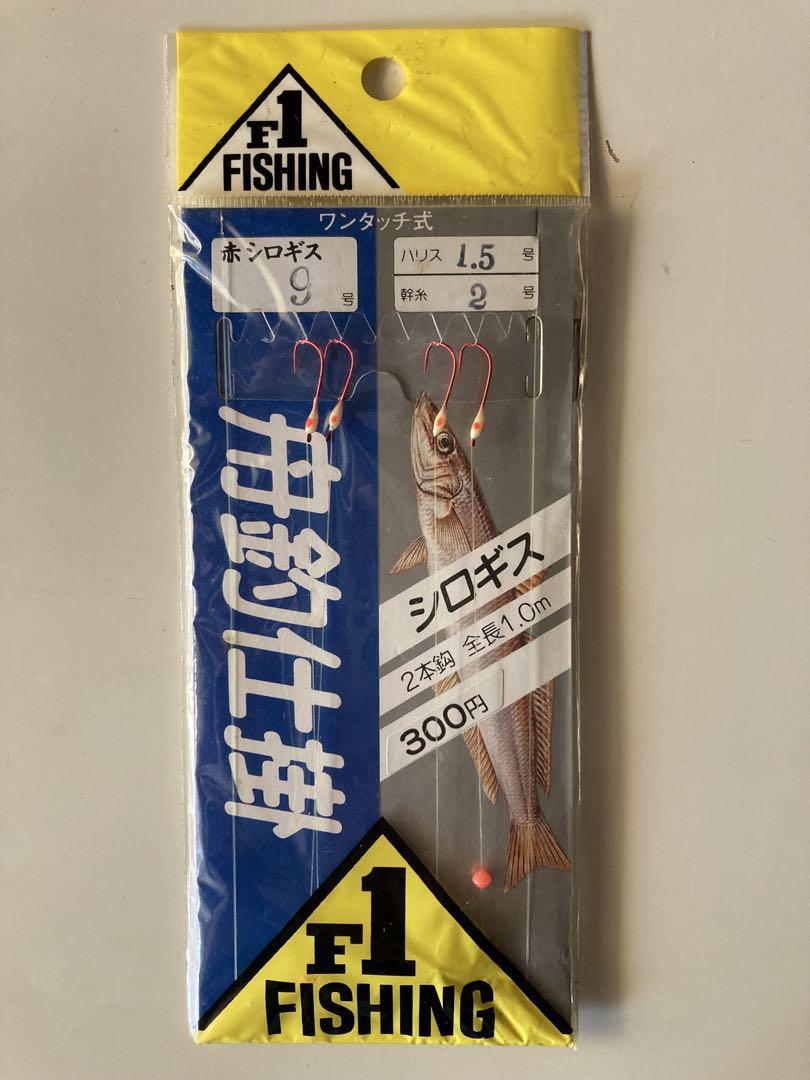 F1
FISHING
ワンタッチ式
赤シロギス
9号
ハリス 1.5号
幹糸 2号
舟釣仕掛
シロギス
2本鈎 全長1.0m
300円
F1
FISHING